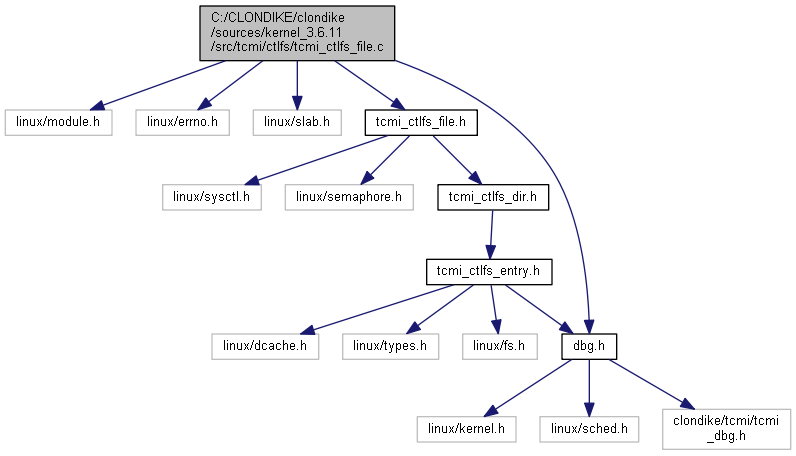 C:/CLONDIKE/clondike
/sources/kernel_3.6.11
/src/tcmi/ctlfs/tcmi_ctlfs_file.c
linux/module.h
linux/errno.h
linux/slab.h
tcmi_ctlfs_file.h
linux/sysctl.h
linux/semaphore.h
tcmi_ctlfs_dir.h
tcmi_ctlfs_entry.h
linux/dcache.h
linux/types.h
linux/fs.h
dbg.h
linux/kernel.h
linux/sched.h
clondike/tcmi/tcmi
_dbg.h